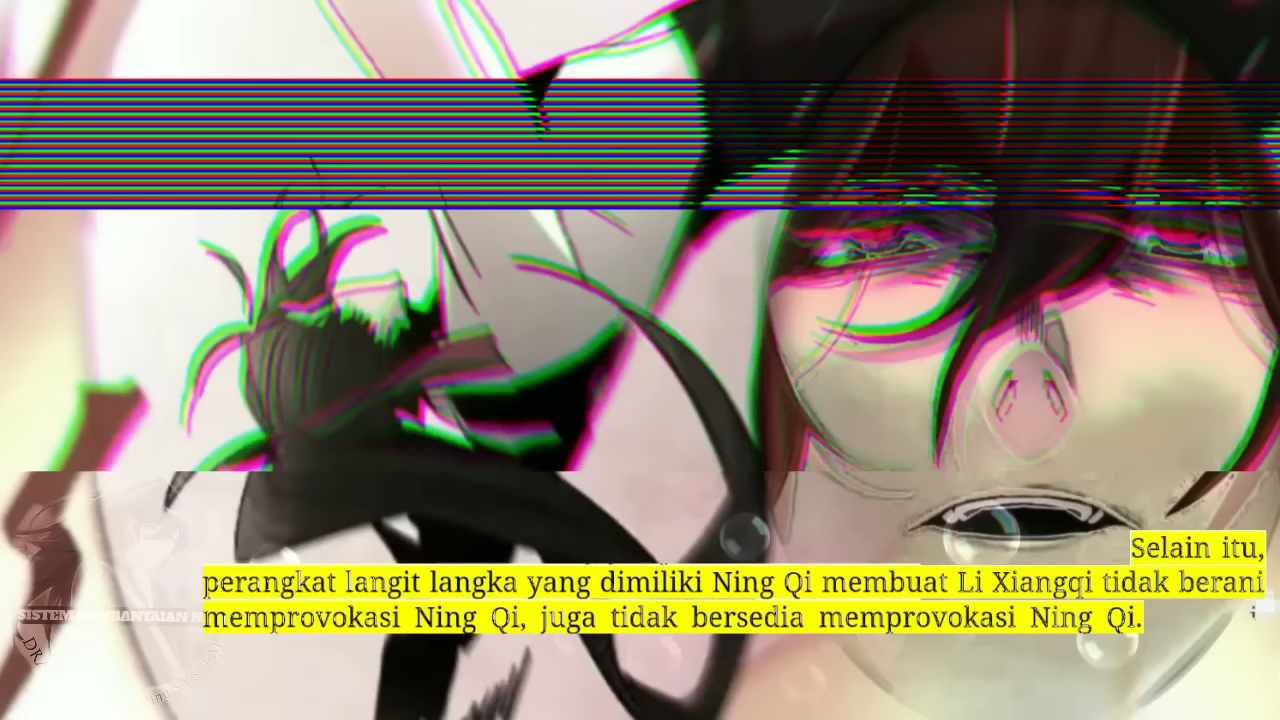 Selain itu,
perangkat langit langka yang dimiliki Ning Qi membuat Li Xiangqi tidak berani
memprovokasi Ning Qi, juga tidak bersedia memprovokasi Ning Qi.
SISTEM